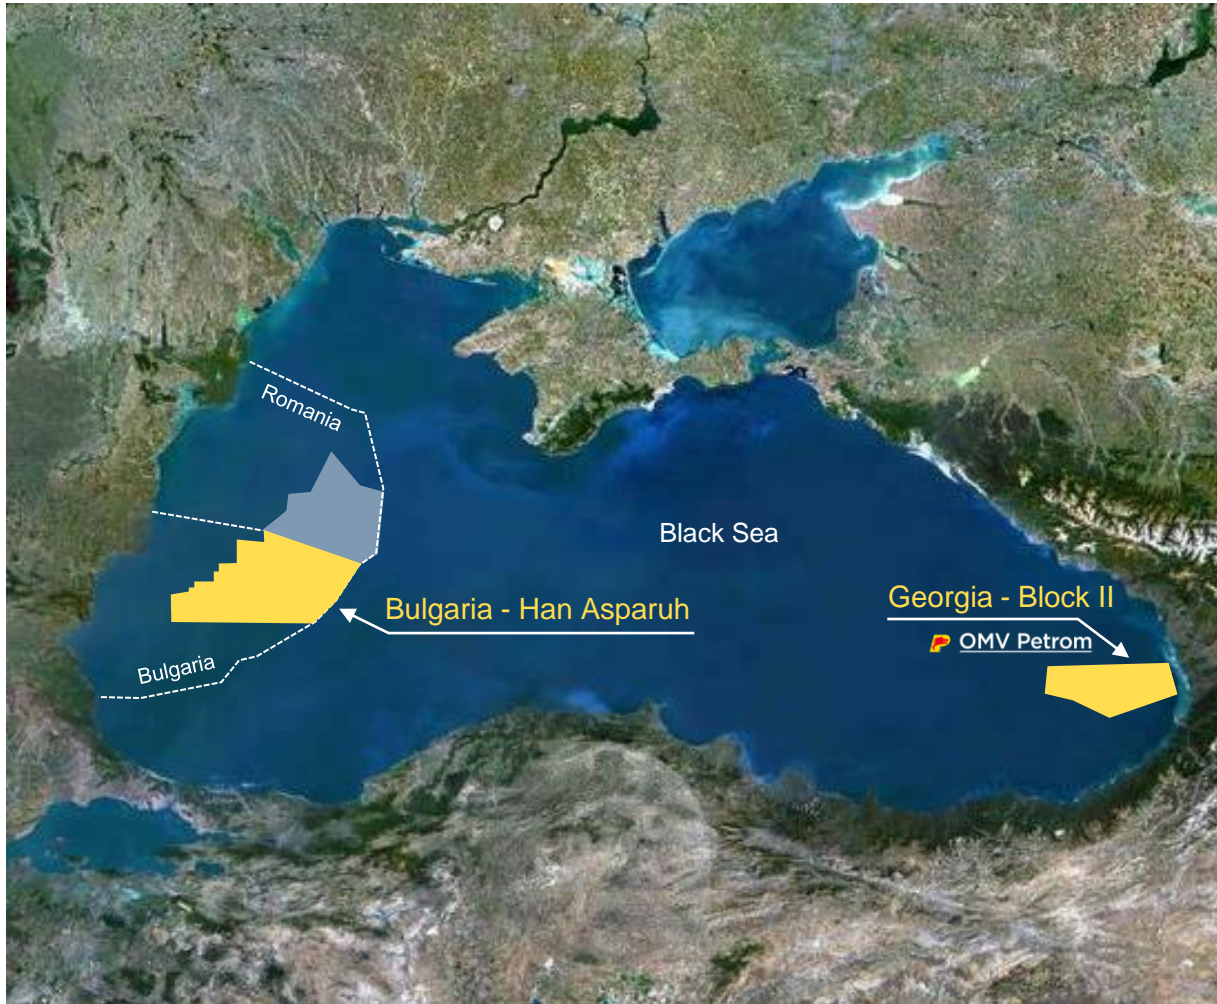 Romania
Black Sea
Bulgaria - Han Asparuh
Georgia - Block II
OMV Petrom
Bulgaria